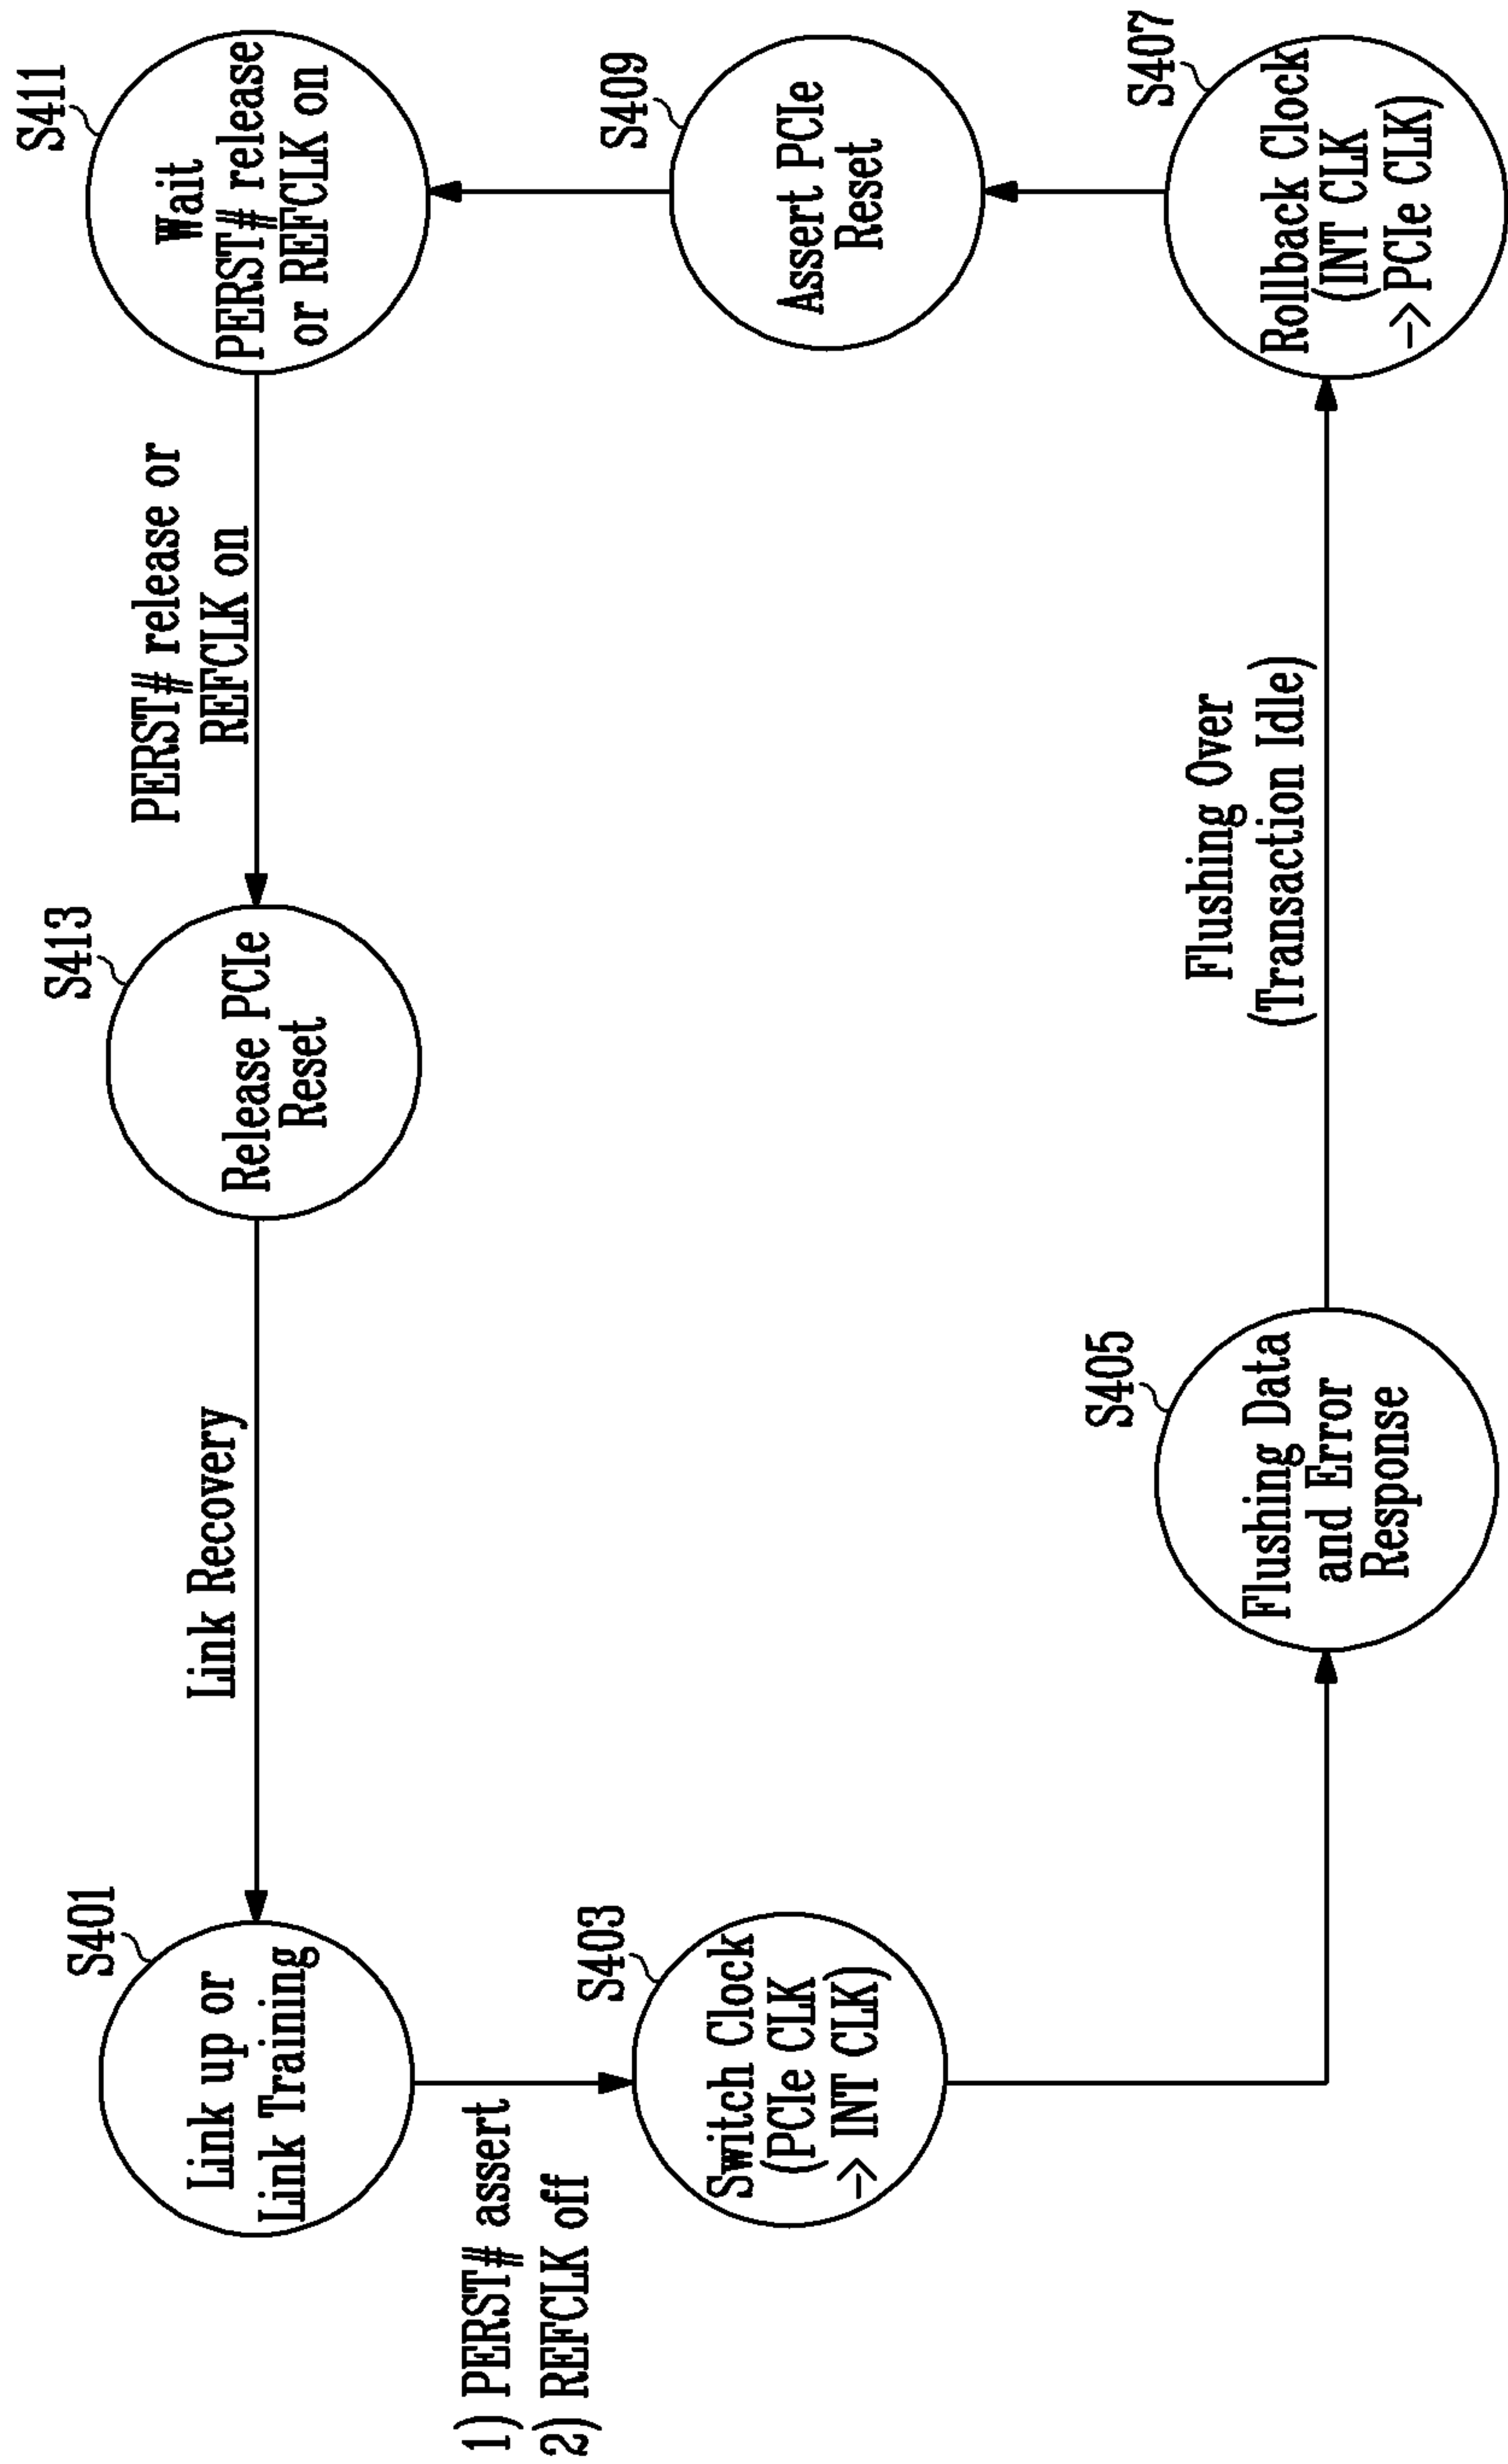 S401
Link up or
Link Training
Link Recovery
S413
Release PCIe
Reset
PERST# release or
REFCLK on
S411
Wait
PERST# release
or REFCLK on
1) PERST# assert
2) REFCLK off
S403
Switch Clock
(PCIe CLK
-> INT CLK)
S409
Assert PCIe
Reset
S405
Flushing Data
and Error
Response
Flushing Over
(Transaction Idle)
S407
Rollback Clock
(INT CLK
-> PCIe CLK)